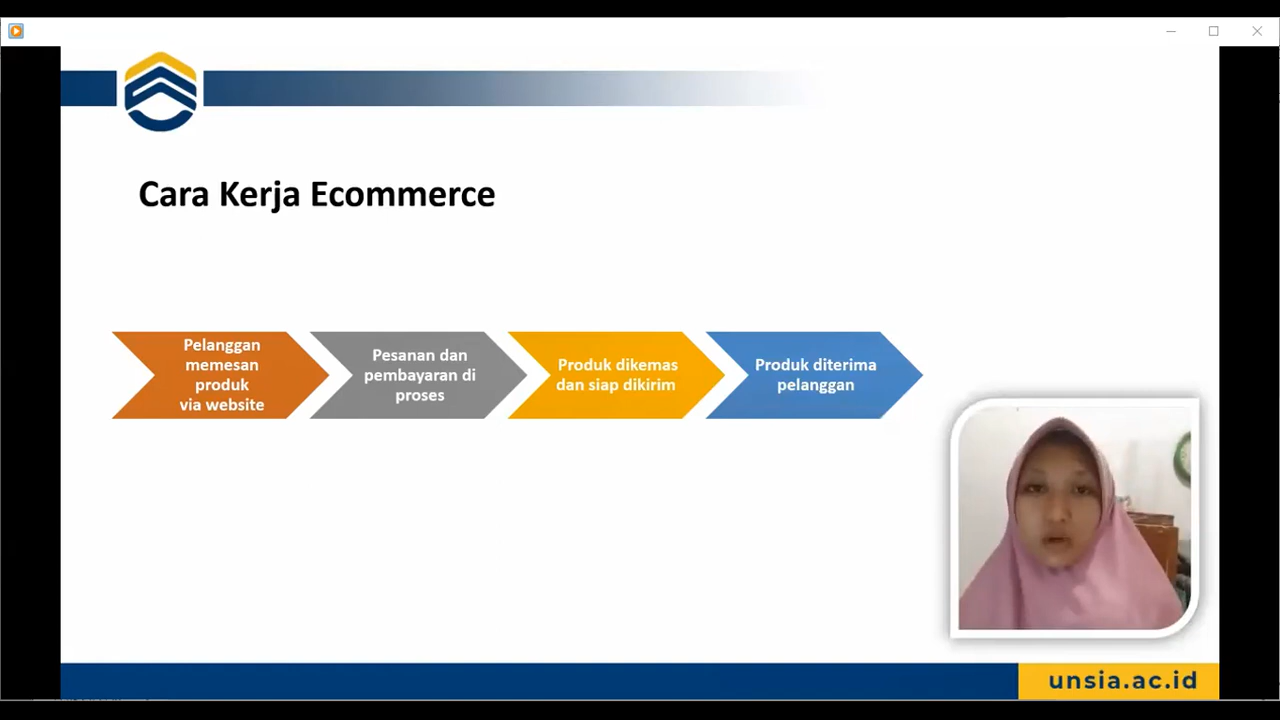 Cara Kerja Ecommerce
Pelanggan
memesan
produk
via website
Pesanan dan
pembayaran di
proses
Produk dikemas
dan siap dikirim
Produk diterima
pelanggan
unsia.ac.id